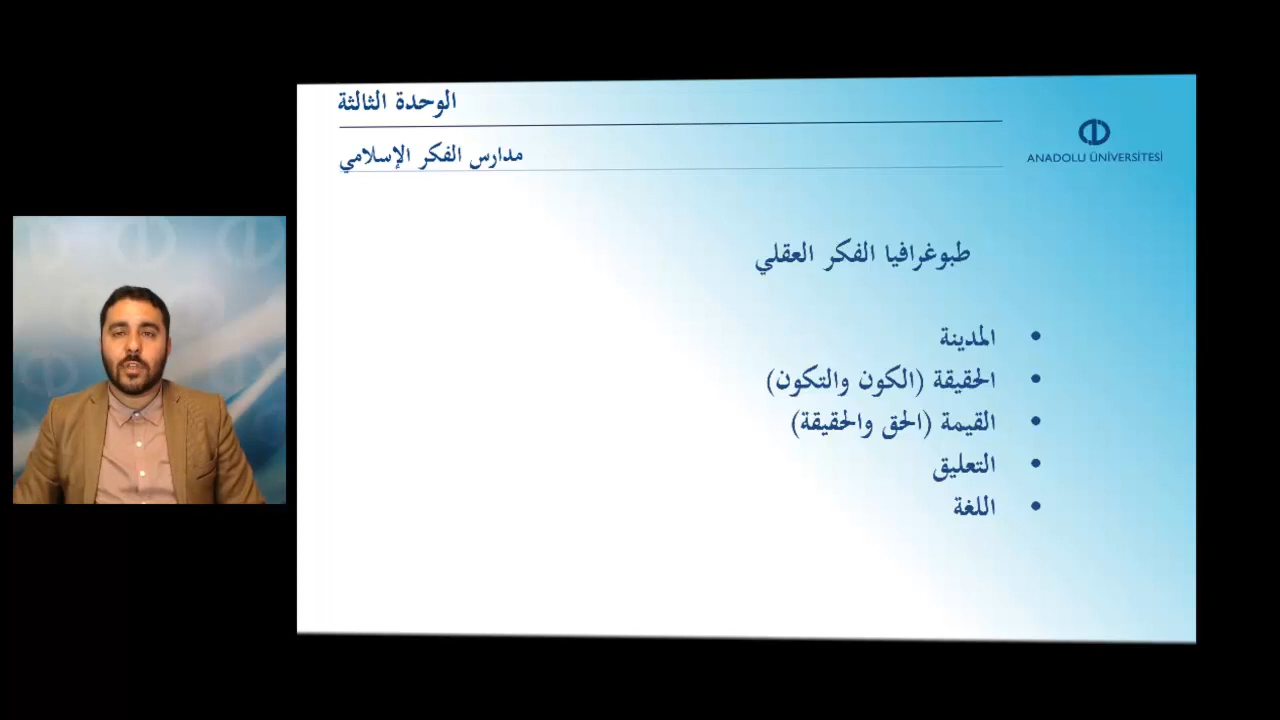 الوحدة الثالثة
مدارس الفكر الإسلامي
ANADOLU ÜNİVERSİTESİ
طبوغرافيا الفكر العقلي
• المدينة
• الحقيقة (الكون والتكون)
• القيمة (الحق والحقيقة)
• التعليق
• اللغة